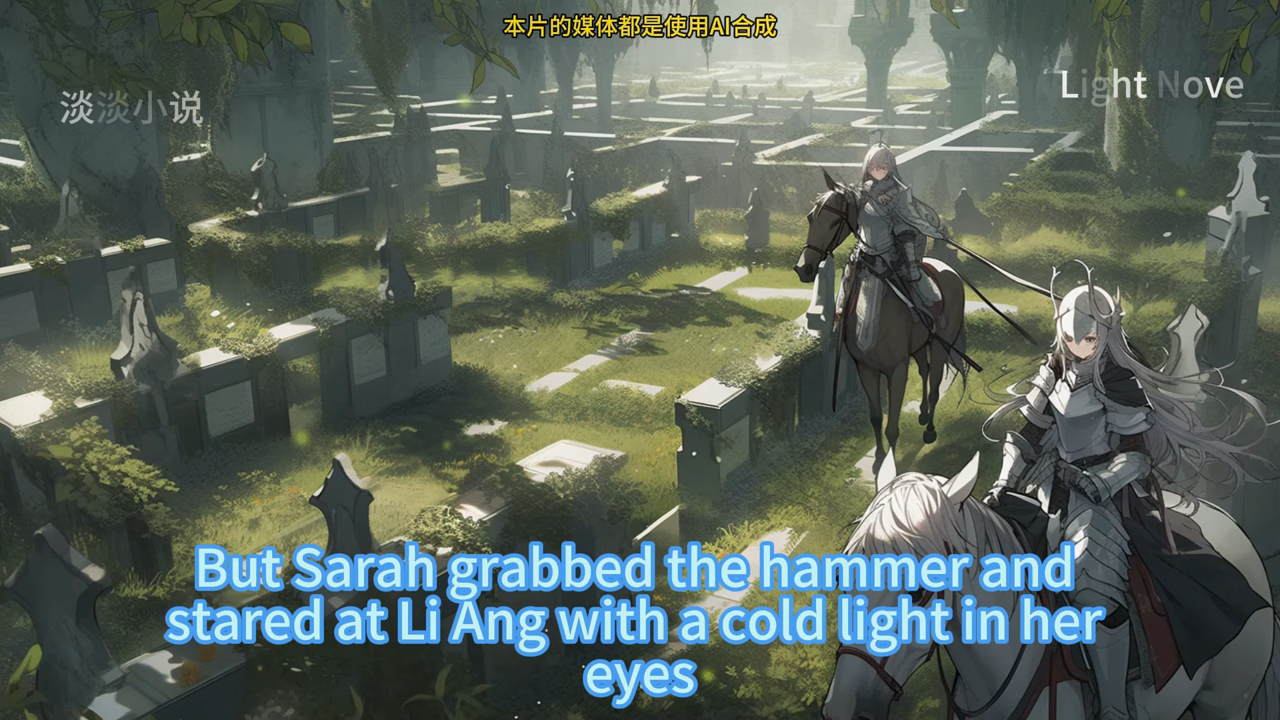 本片的媒体都是使用AI合成
淡淡小说
Light Nove
But Sarah grabbed the hammer and
stared at Li Ang with a cold light in her
eyes